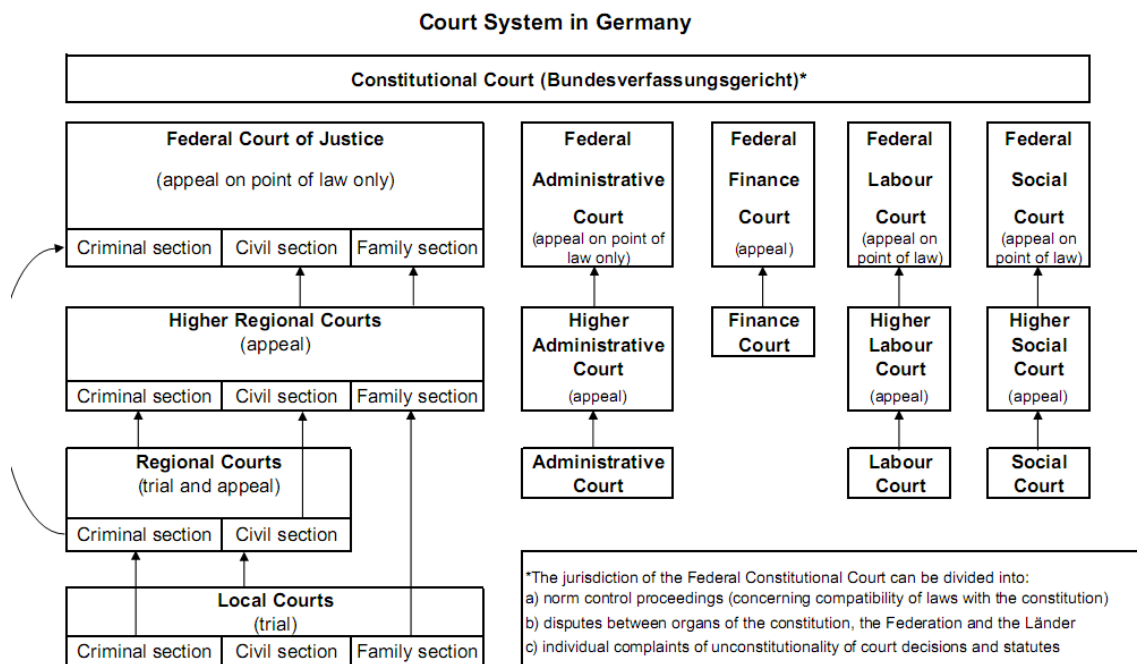 Court System in Germany
Constitutional Court (Bundesverfassungsgericht)*
Federal Court of Justice
(appeal on point of law only)
Criminal section
Civil section
Family section
Federal
Administrative
Court
(appeal on point of
law only)
Federal
Finance
Court
(appeal)
Federal
Labour
Court
(appeal on
point of law)
Federal
Social
Court
(appeal on
point of law)
Higher Regional Courts
(appeal)
Criminal section
Civil section
Family section
Higher
Administrative
Court
(appeal)
Finance
Court
Higher
Labour
Court
(appeal)
Higher
Social
Court
(appeal)
Regional Courts
(trial and appeal)
Criminal section
Civil section
Administrative
Court
Labour
Court
Social
Court
Local Courts
(trial)
Criminal section
Civil section
Family section
*The jurisdiction of the Federal Constitutional Court can be divided into:
a) norm control proceedings (concerning compatibility of laws with the constitution)
b) disputes between organs of the constitution, the Federation and the Länder
c) individual complaints of unconstitutionality of court decisions and statutes